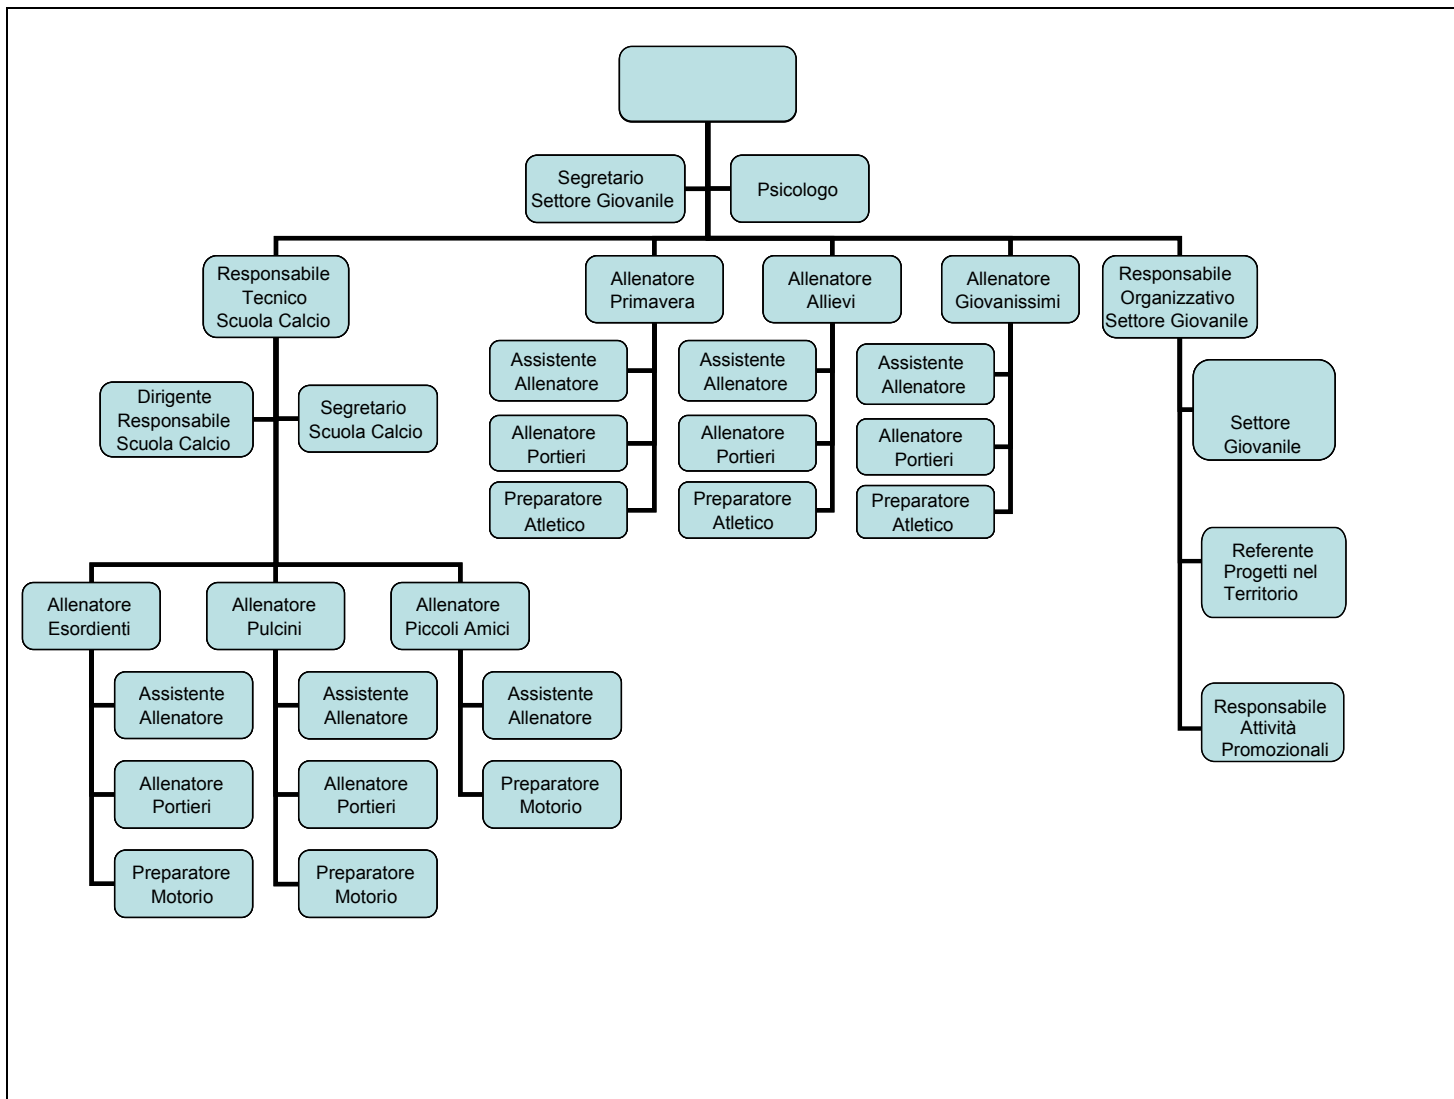 Segretario
Settore Giovanile
Psicologo
Responsabile
Tecnico
Scuola Calcio
Allenatore
Primavera
Allenatore
Allievi
Allenatore
Giovanissimi
Responsabile
Organizzativo
Settore Giovanile
Assistente
Allenatore
Assistente
Allenatore
Assistente
Allenatore
Settore
Giovanile
Dirigente
Responsabile
Scuola Calcio
Segretario
Scuola Calcio
Allenatore
Portieri
Allenatore
Portieri
Allenatore
Portieri
Preparatore
Atletico
Preparatore
Atletico
Preparatore
Atletico
Referente
Progetti nel
Territorio
Allenatore
Esordienti
Allenatore
Pulcini
Allenatore
Piccoli Amici
Assistente
Allenatore
Assistente
Allenatore
Assistente
Allenatore
Responsabile
Attività
Promozionali
Allenatore
Portieri
Allenatore
Portieri
Preparatore
Motorio
Preparatore
Motorio
Preparatore
Motorio